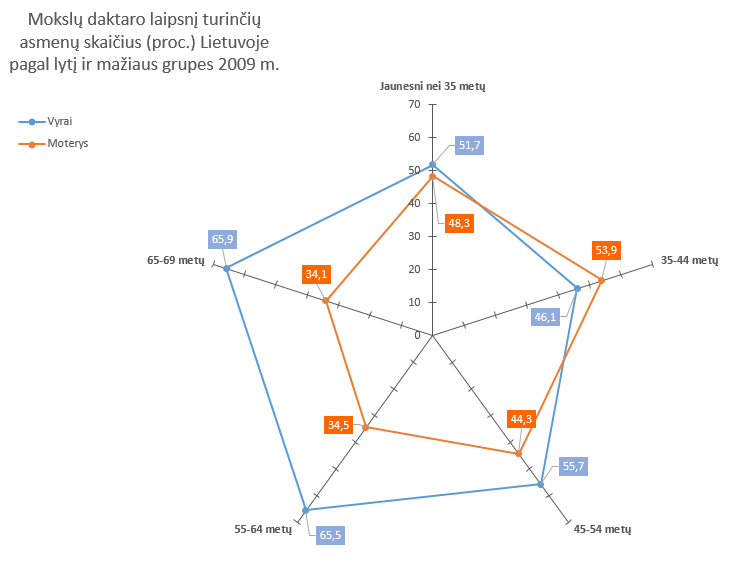 Mokslų daktaro laipsnį turinčių
asmenų skaičius (proc.) Lietuvoje
pagal lytį ir mažiaus grupes 2009 m.
Vyrai
Moterys
Jaunesni nei 35 metų
70
60
50
40
30
20
10
0
51,7
48,3
53,9
35-44 metų
46,1
44,3
55,7
45-54 metų
34,5
55-64 metų
65,5
65,9
65-69 metų
34,1